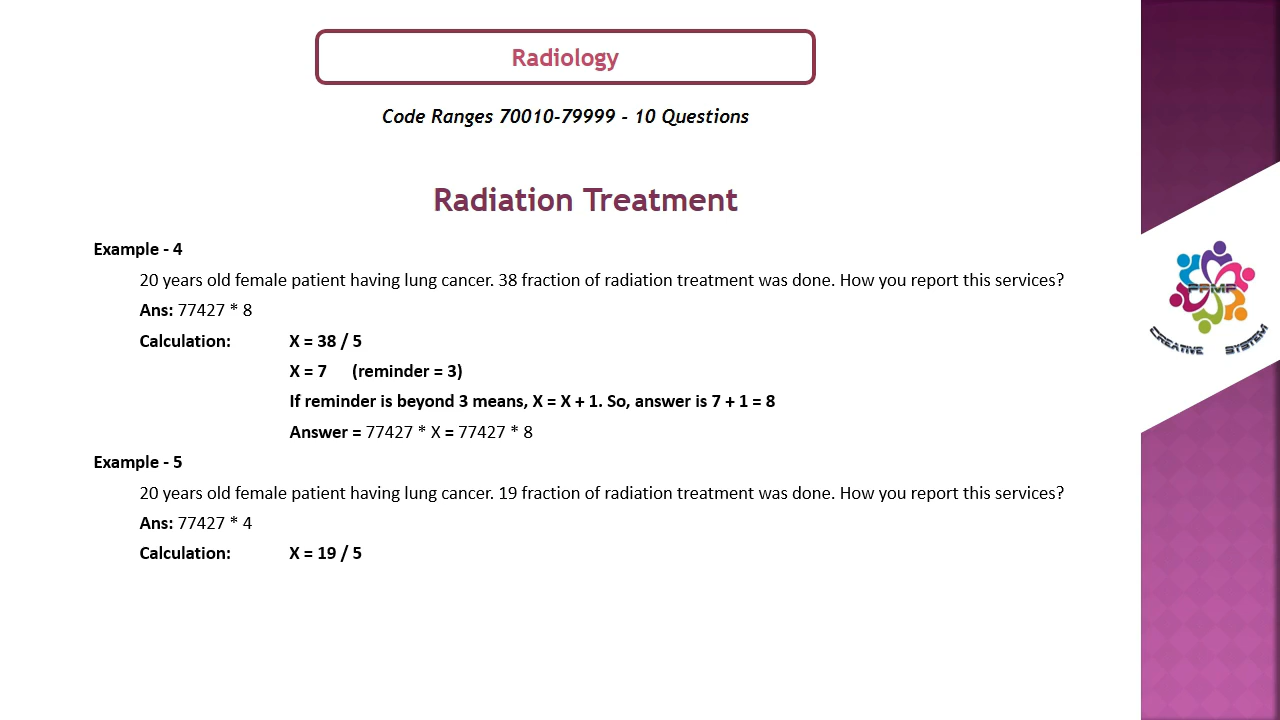 Radiology
Code Ranges 70010-79999 - 10 Questions
Radiation Treatment
Example - 4
20 years old female patient having lung cancer. 38 fraction of radiation treatment was done. How you report this services?
Ans: 77427 * 8
Calculation: X = 38 / 5
X = 7 (reminder = 3)
If reminder is beyond 3 means, X = X + 1. So, answer is 7 + 1 = 8
Answer = 77427 * X = 77427 * 8
Example - 5
20 years old female patient having lung cancer. 19 fraction of radiation treatment was done. How you report this services?
Ans: 77427 * 4
Calculation: X = 19 / 5
CREATIVE SYSTEM